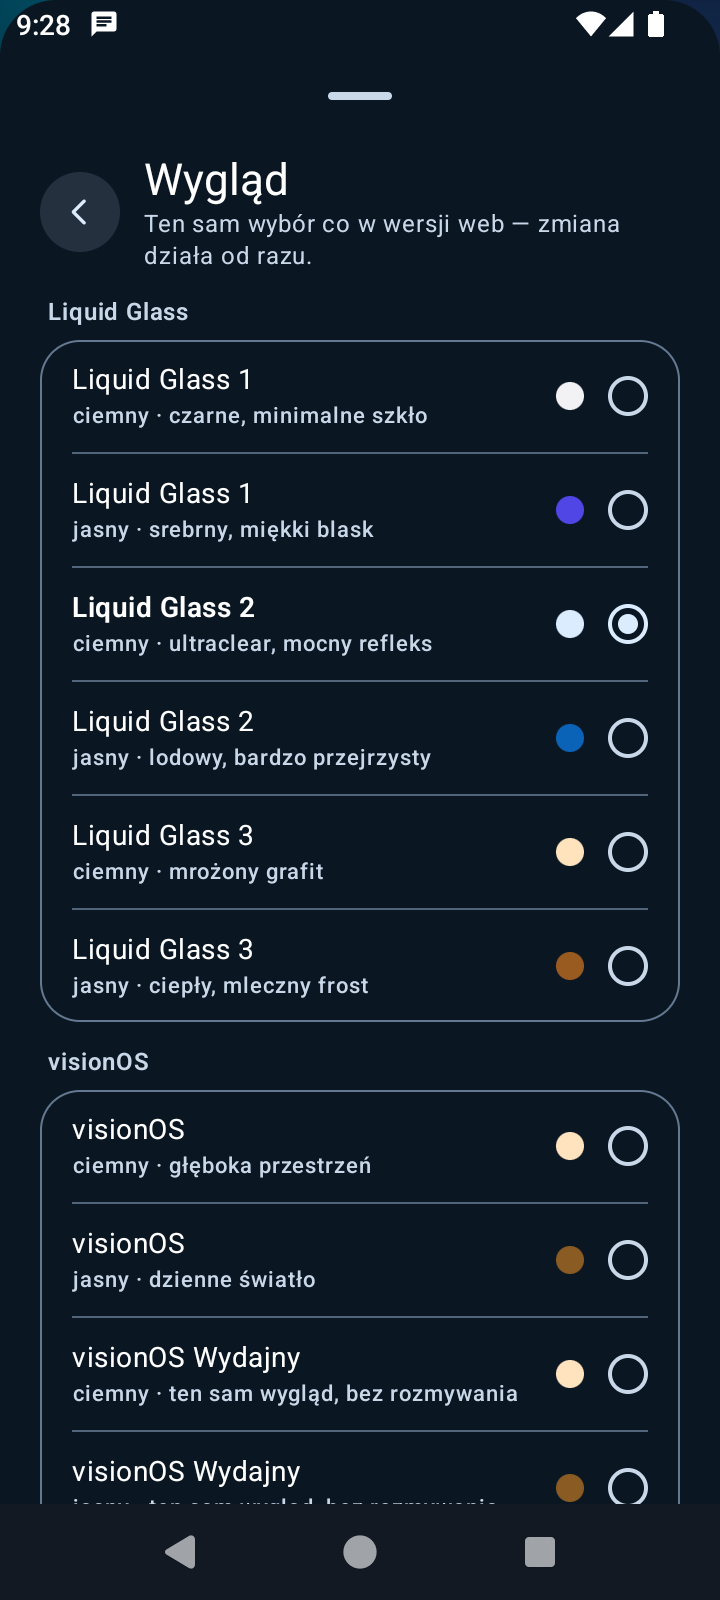 9:28
Wygląd
Ten sam wybór co w wersji web — zmiana
działa od razu.
Liquid Glass
Liquid Glass 1
ciemny · czarne, minimalne szkło
Liquid Glass 1
jasny · srebrny, miękki blask
Liquid Glass 2
ciemny · ultraclear, mocny refleks
Liquid Glass 2
jasny · lodowy, bardzo przejrzysty
Liquid Glass 3
ciemny · mrożony grafit
Liquid Glass 3
jasny · ciepły, mleczny frost
visionOS
visionOS
ciemny · głęboka przestrzeń
visionOS
jasny · dzienne światło
visionOS Wydajny
ciemny · ten sam wygląd, bez rozmywania
visionOS Wydajny